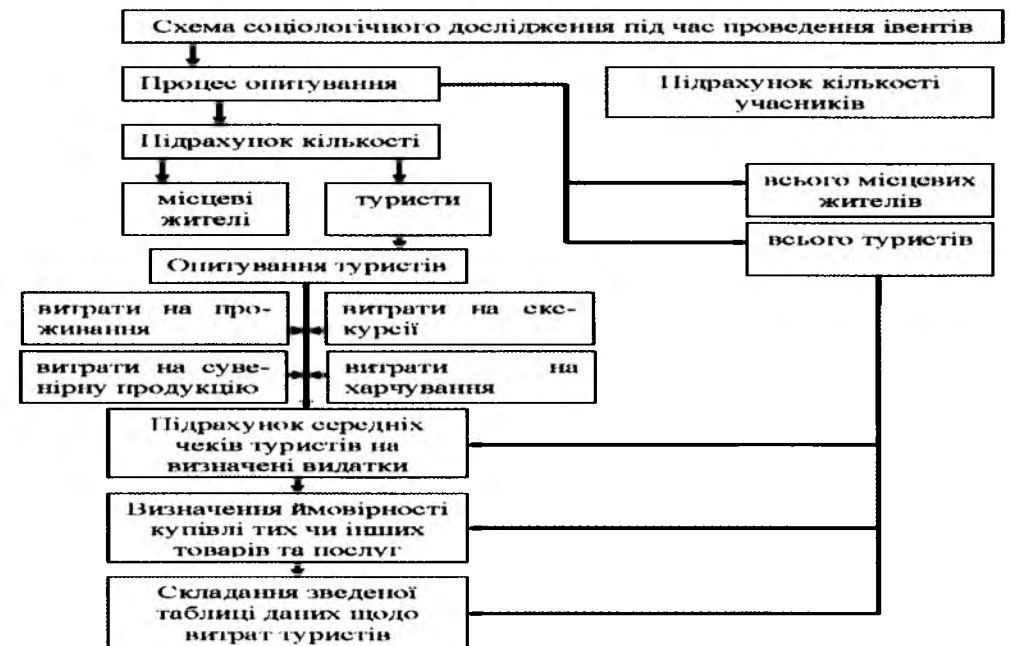 Схема соціологічного дослідження під час проведення івентів
Процес опитування
Підрахунок кількості
учасників
Підрахунок кількості
місцеві
жителі
туристи
всього місцевих
жителів
всього туристів
Опитування туристів
витрати на про-
живання
витрати на екс-
курсії
витрати на суве-
нірну продукцію
витрати на
харчування
Підрахунок середніх
чеків туристів на
визначені видатки
Визначення ймовірності
купівлі тих чи інших
товарів та послуг
Складання зведеної
таблиці даних щодо
витрат туристів